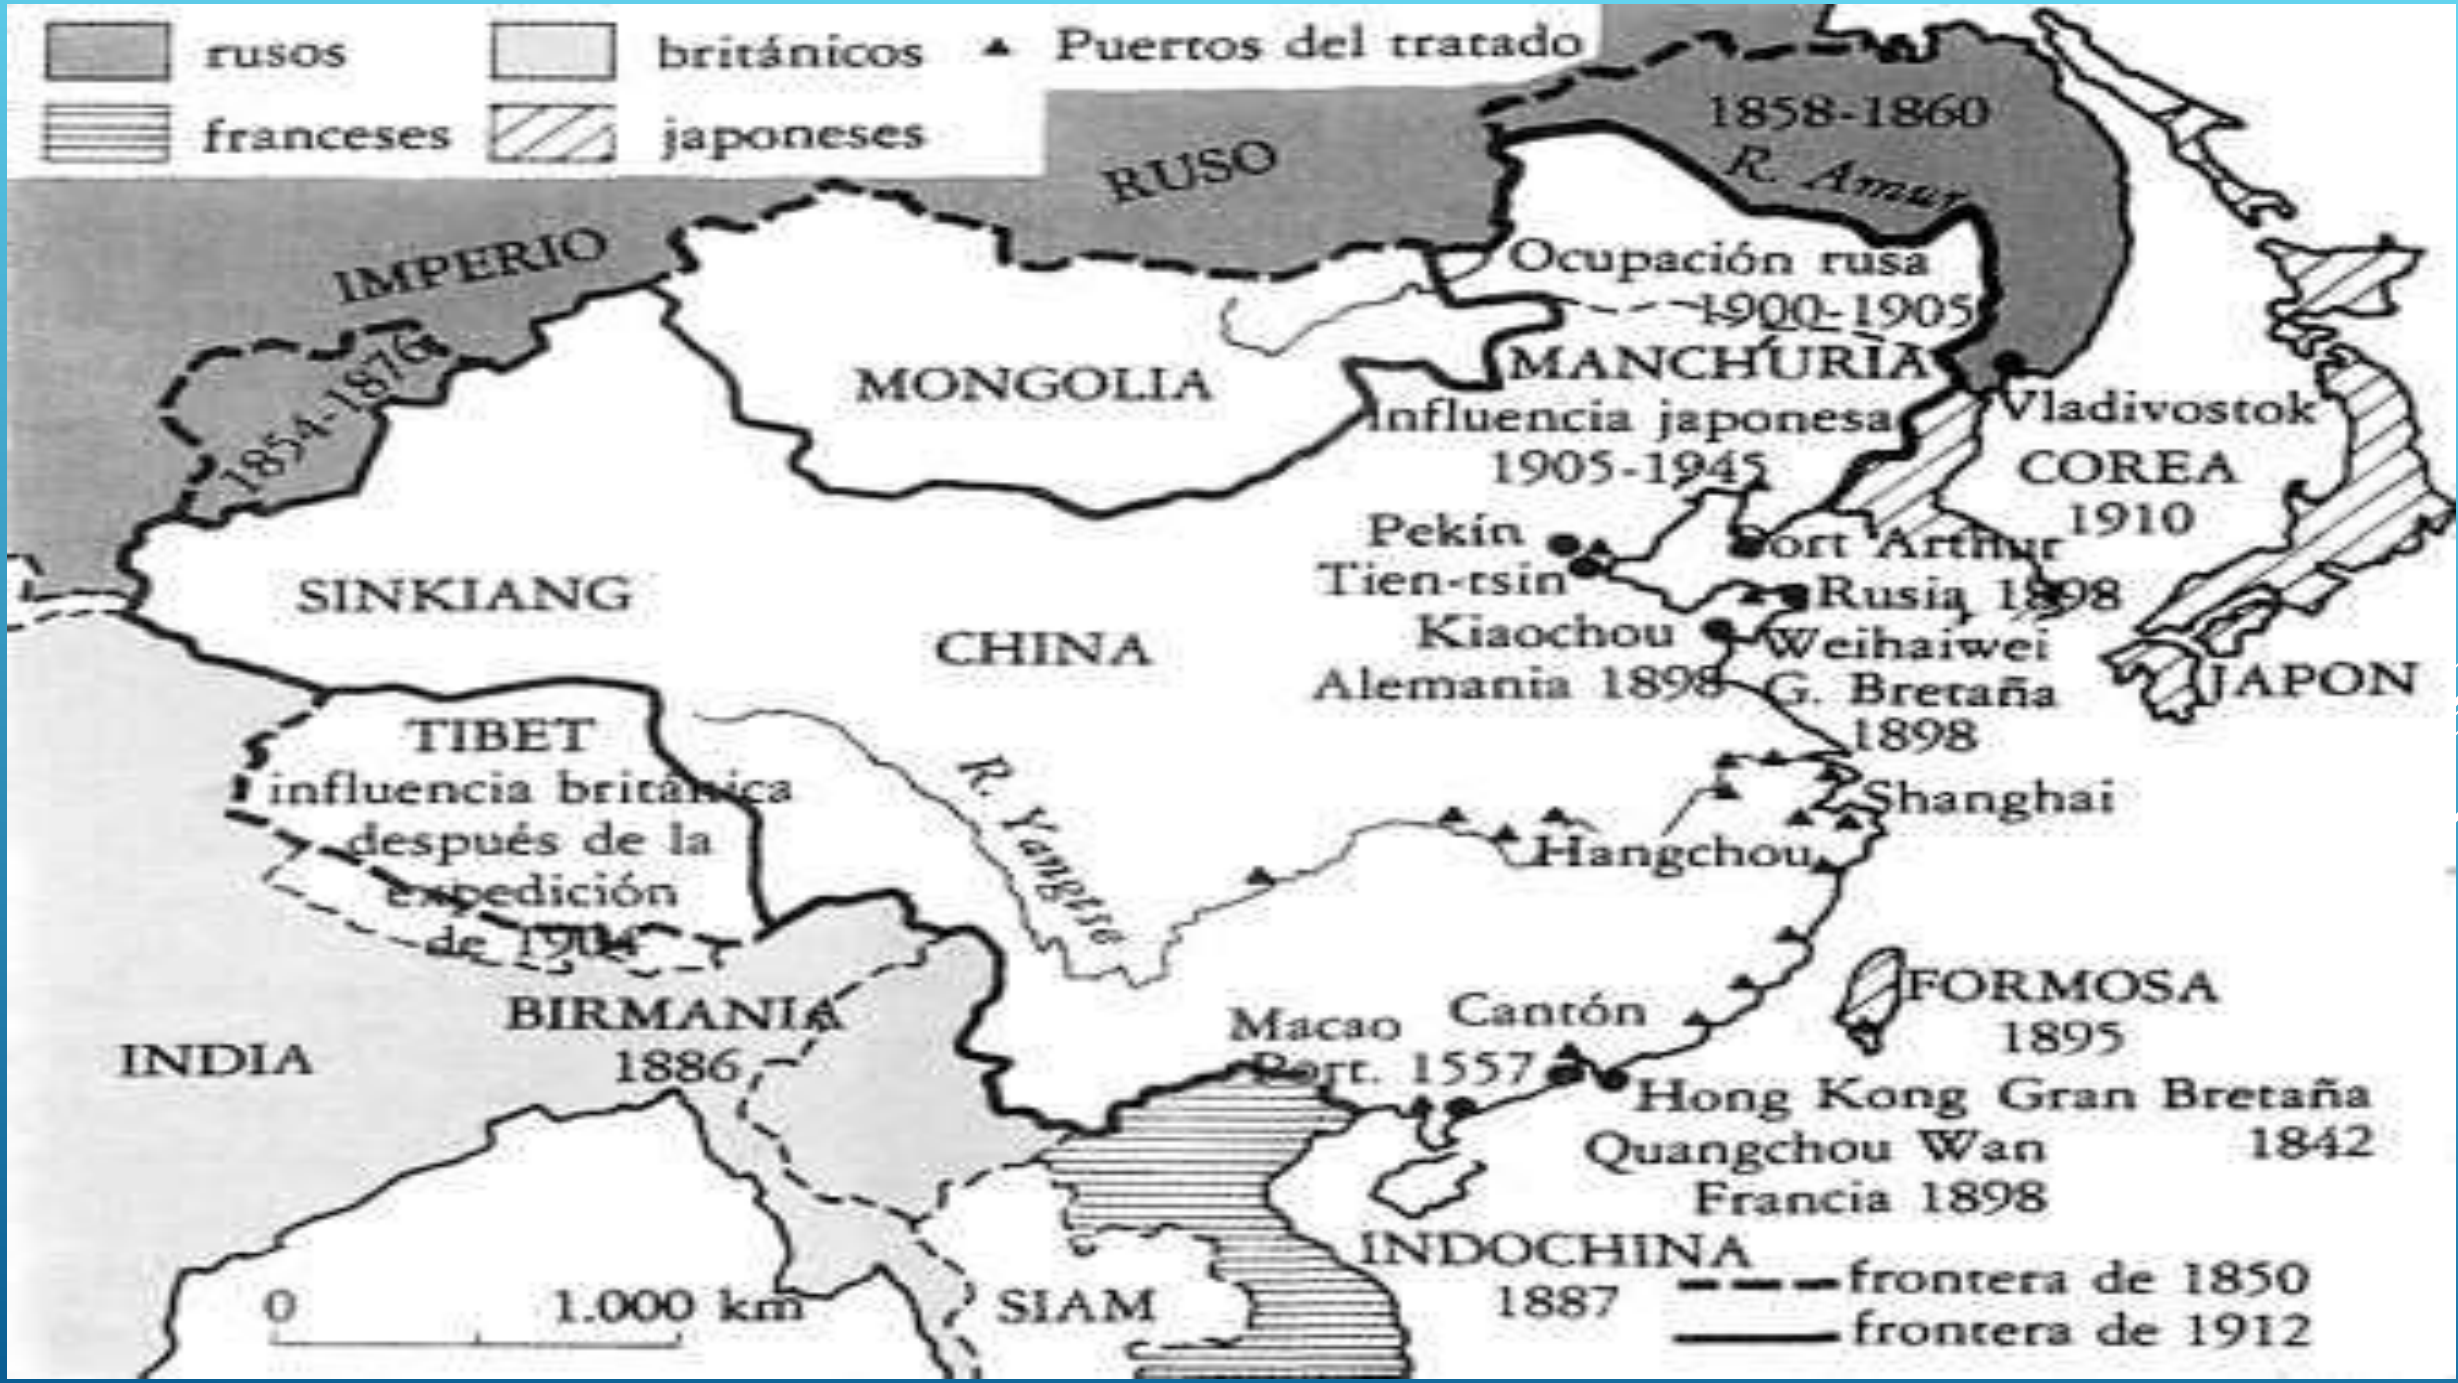 rusos
británicos
Puertos del tratado
franceses
japoneses
IMPERIO
RUSO
1858-1860
R. Amur
1854-1876
Ocupación rusa
1900-1905
MONGOLIA
MANCHURIA
Influencia japonesa
1905-1945
Vladivostok
COREA
1910
Pekín
Tien-tsin
Port Arthur
Rusia 1898
Kiaochou
Alemania 1898
Weihaiwei
G. Bretaña
1898
JAPON
SINKIANG
CHINA
TIBET
influencia británica
después de la
expedición
de 1904
R. Yangtse
Shanghai
Hangchou
BIRMANIA
1886
INDIA
Macao
Port. 1557
Cantón
FORMOSA
1895
Hong Kong Gran Bretaña
1842
Quangchou Wan
Francia 1898
INDOCHINA
1887
SIAM
0 1.000 km
frontera de 1850
frontera de 1912